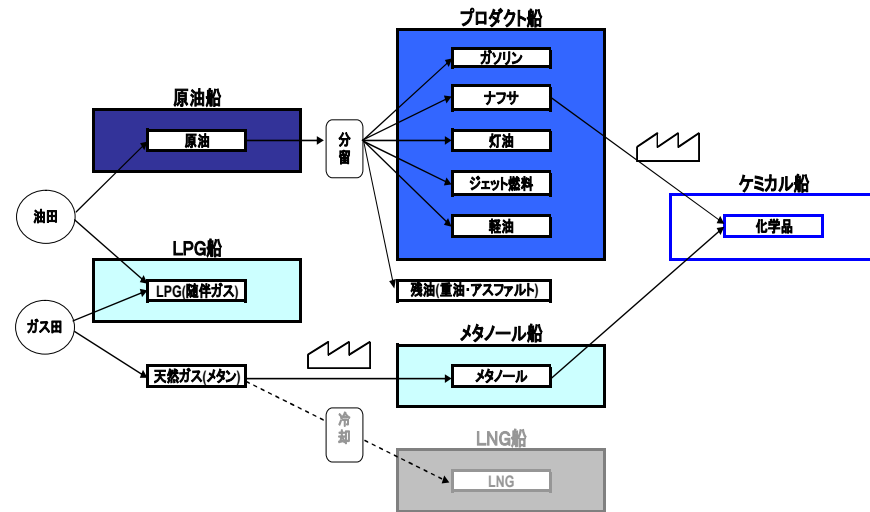 プロダクト船
ガソリン
ナフサ
灯油
ジェット燃料
軽油
原油船
原油
分
留
油田
LPG船
LPG(随伴ガス)
残油(重油・アスファルト)
ガス田
天然ガス(メタン)
メタノール船
メタノール
冷
却
LNG船
LNG
ケミカル船
化学品